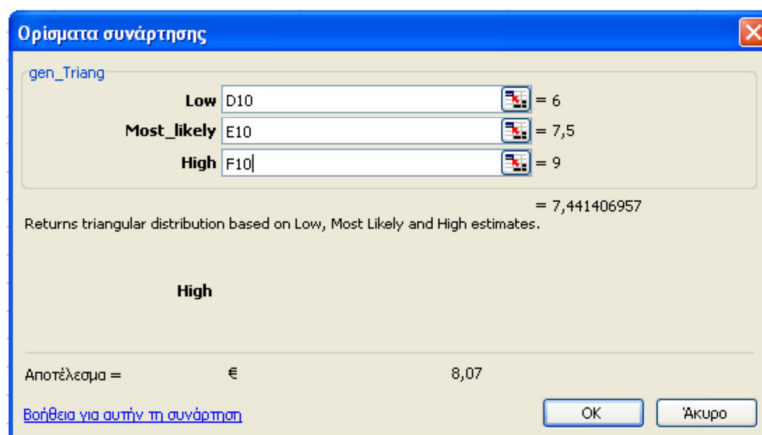 Ορίσματα συνάρτησης
gen_Triang
Low D10 = 6
Most_likely E10 = 7,5
High F10 = 9
= 7,441406957
Returns triangular distribution based on Low, Most Likely and High estimates.
High
Αποτέλεσμα = € 8,07
Βοήθεια για αυτήν τη συνάρτηση OK Άκυρο